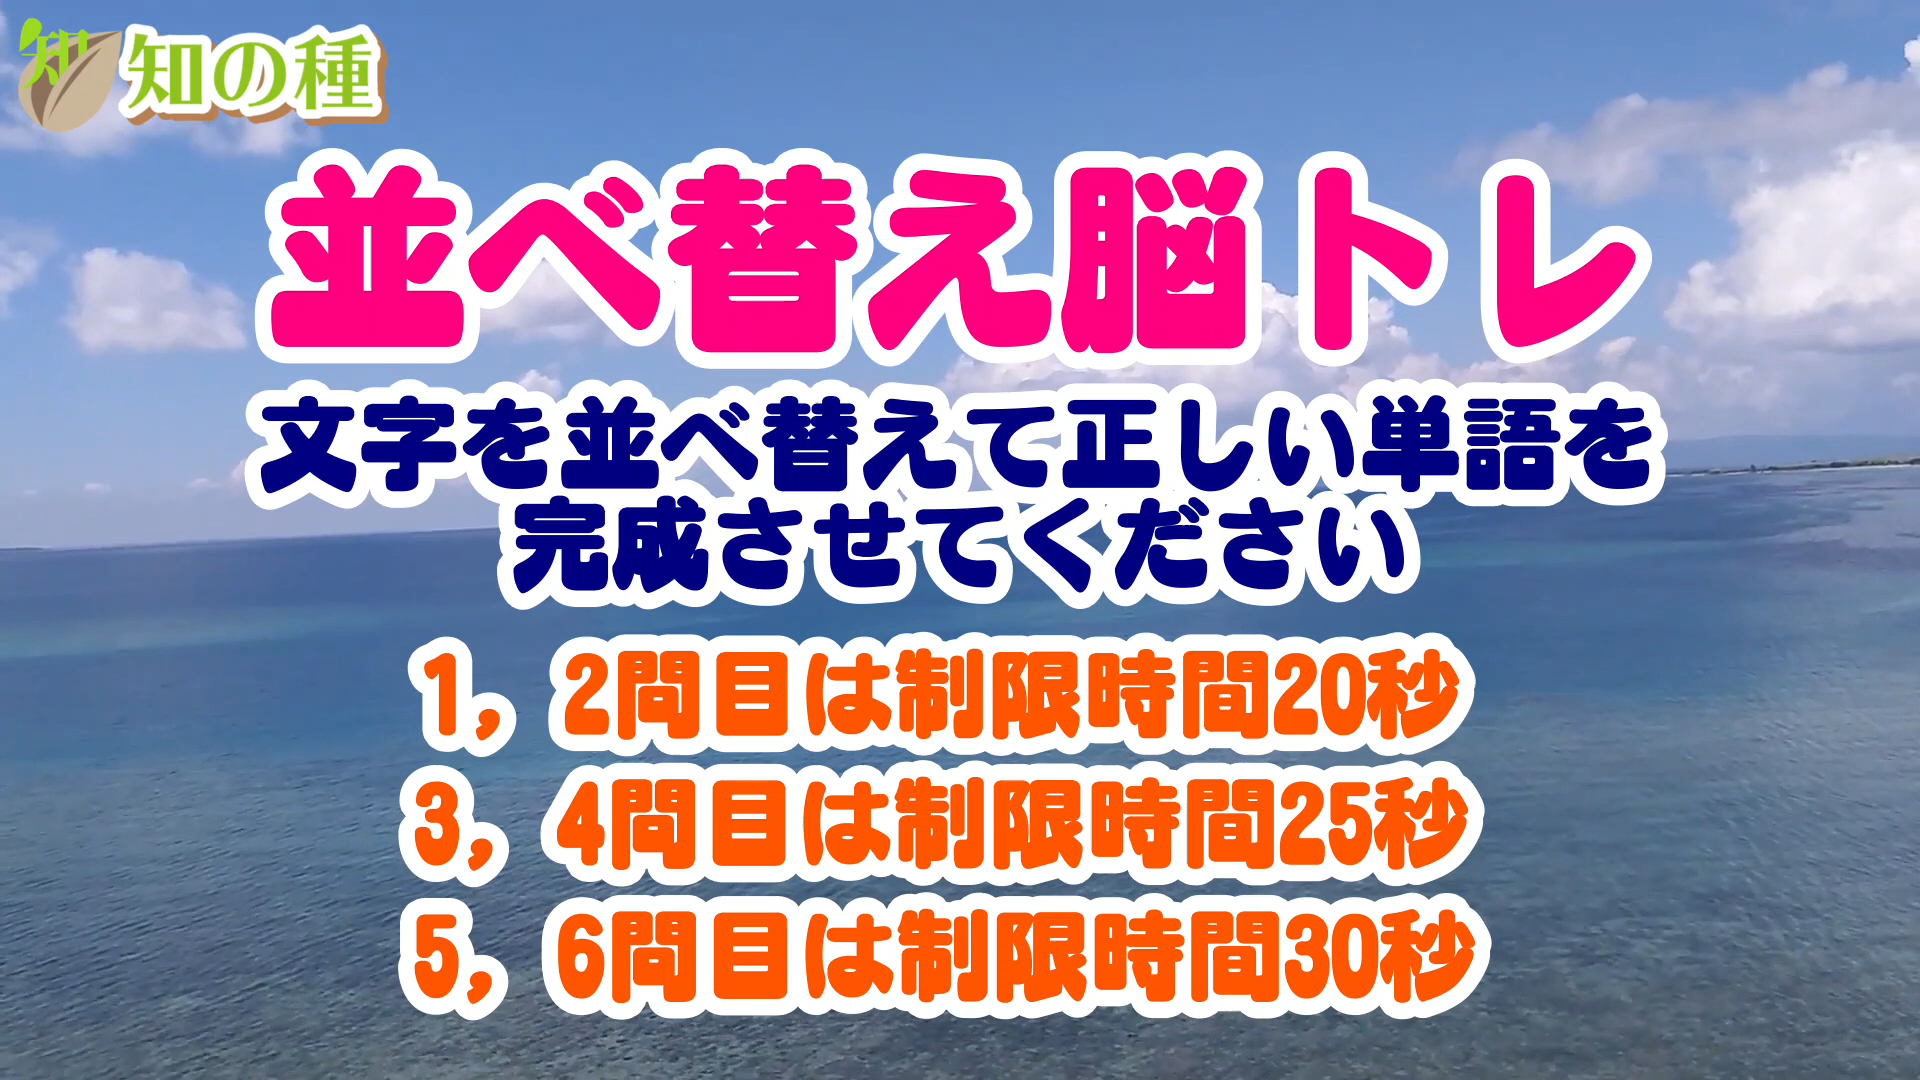 知 知の種
並べ替え脳トレ
文字を並べ替えて正しい単語を
完成させてください
1，2問目は制限時間20秒
3，4問目は制限時間25秒
5，6問目は制限時間30秒